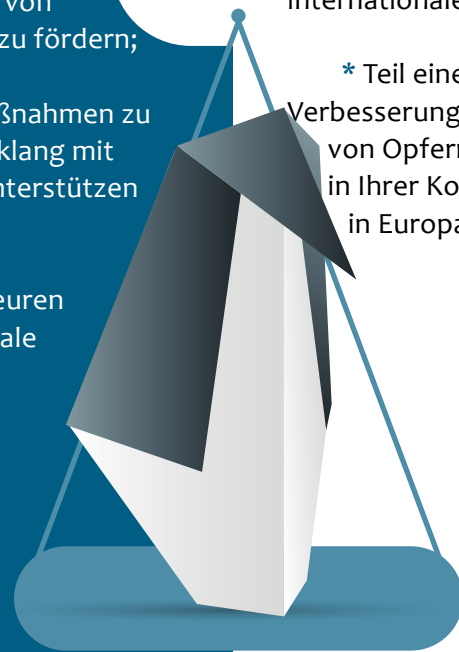 von
zu fördern;
ßnahmen zu
klang mit
nterstützen
euren
ale
internationale
* Teil eine
Verbesserung
von Opfern
in Ihrer Ko
in Europa